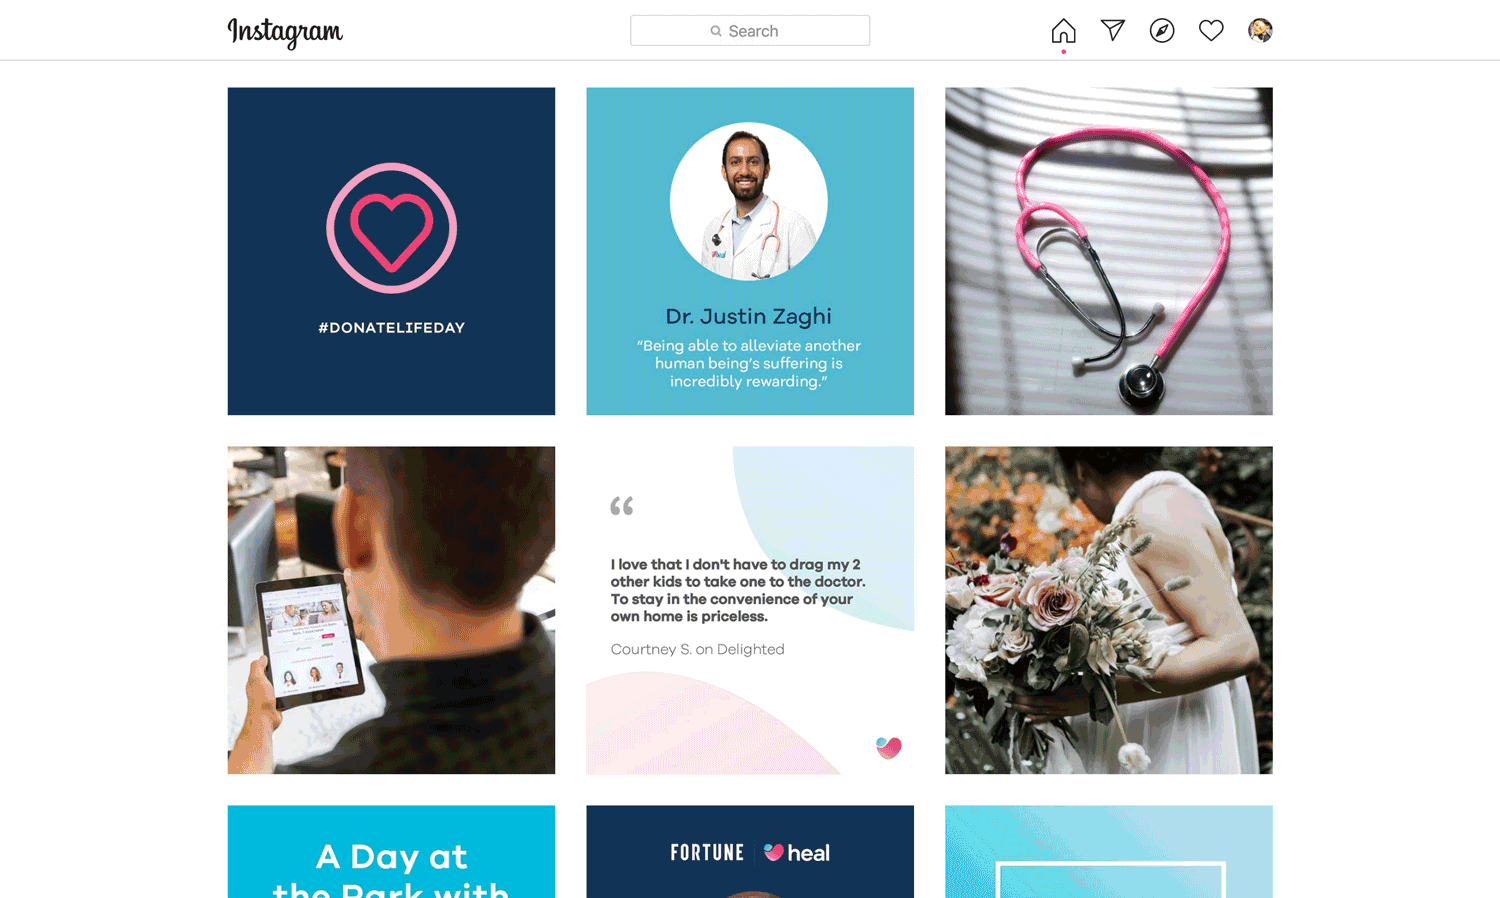 Instagram
Search
#DONATELIFEDAY
heal
Dr. Justin Zaghi
“Being able to alleviate another
human being’s suffering is
incredibly rewarding.”
“
I love that I don't have to drag my 2
other kids to take one to the doctor.
To stay in the convenience of your
own home is priceless.
Courtney S. on Delighted
A Day at
the Park with
FORTUNE | heal